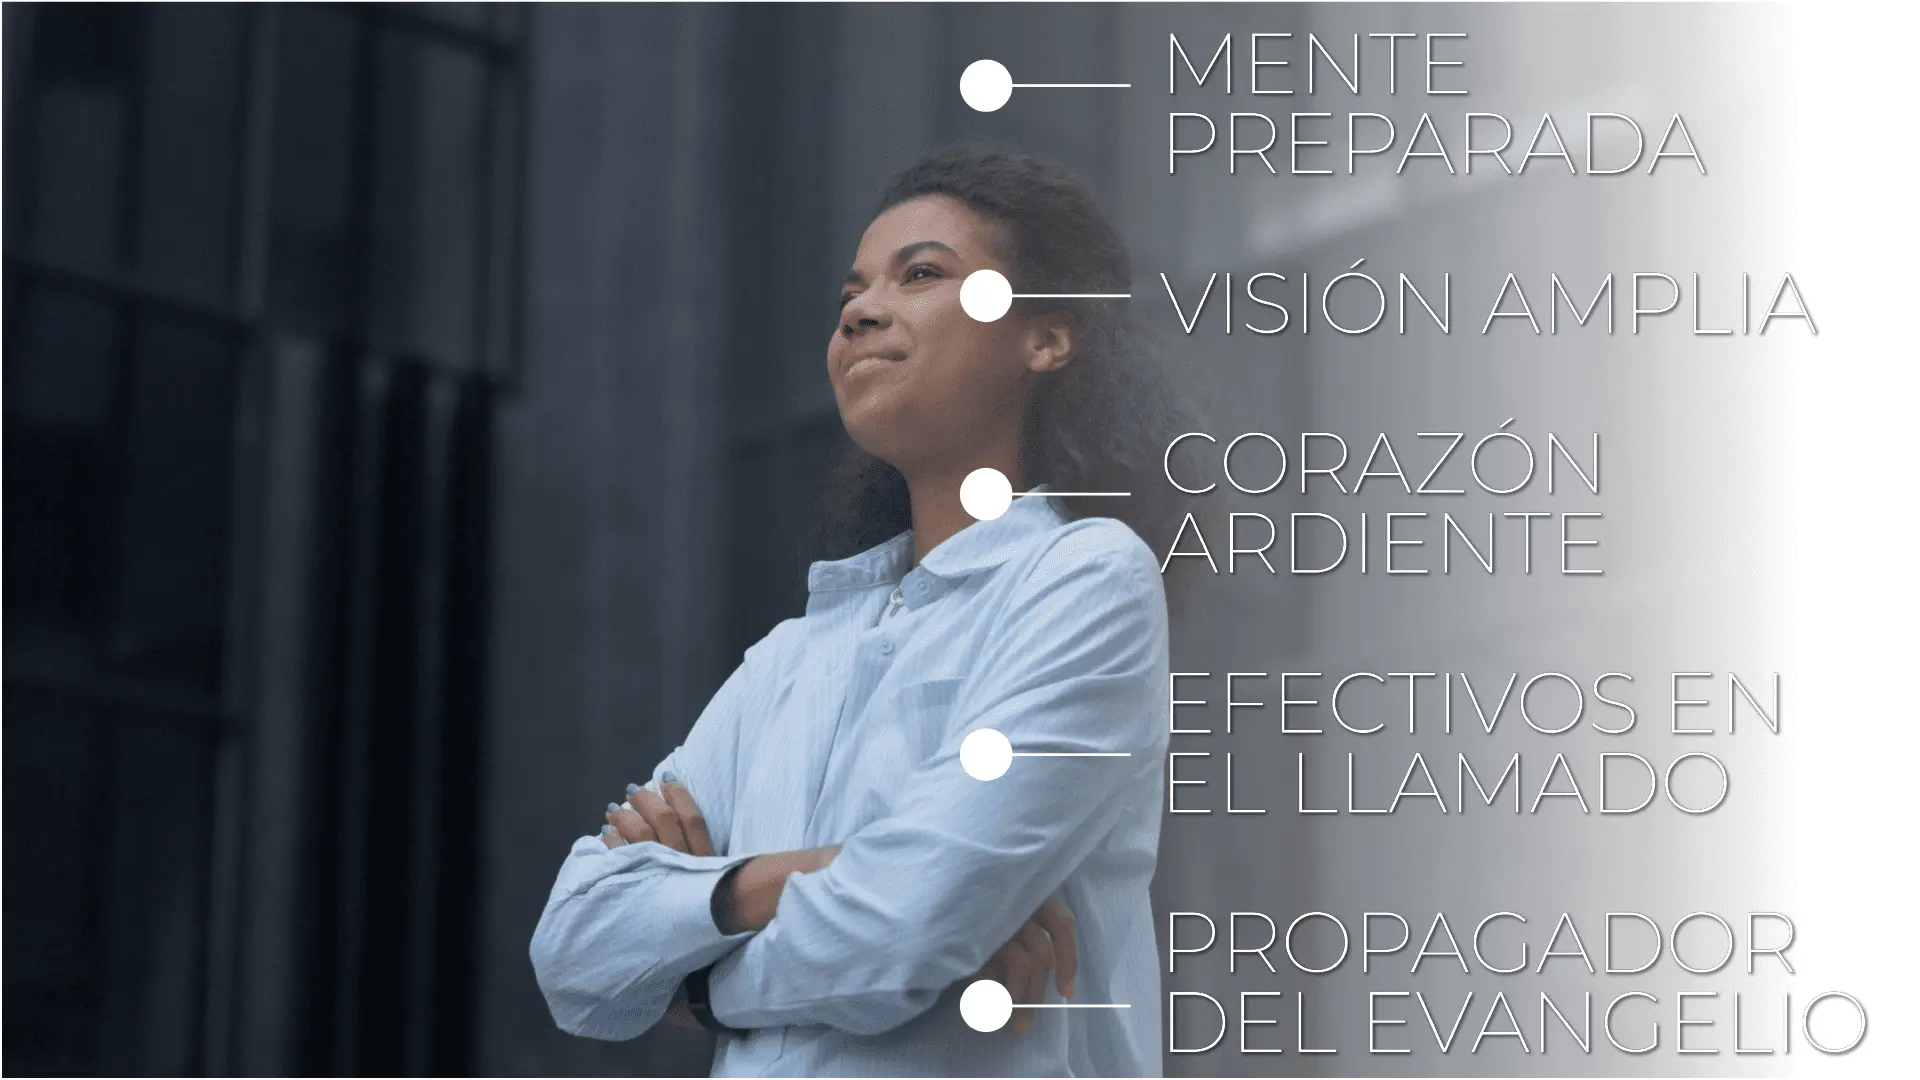 MENTE
PREPARADA
VISIÓN AMPLIA
CORAZÓN
ARDIENTE
EFECTIVOS EN
EL LLAMADO
PROPAGADOR
DEL EVANGELIO